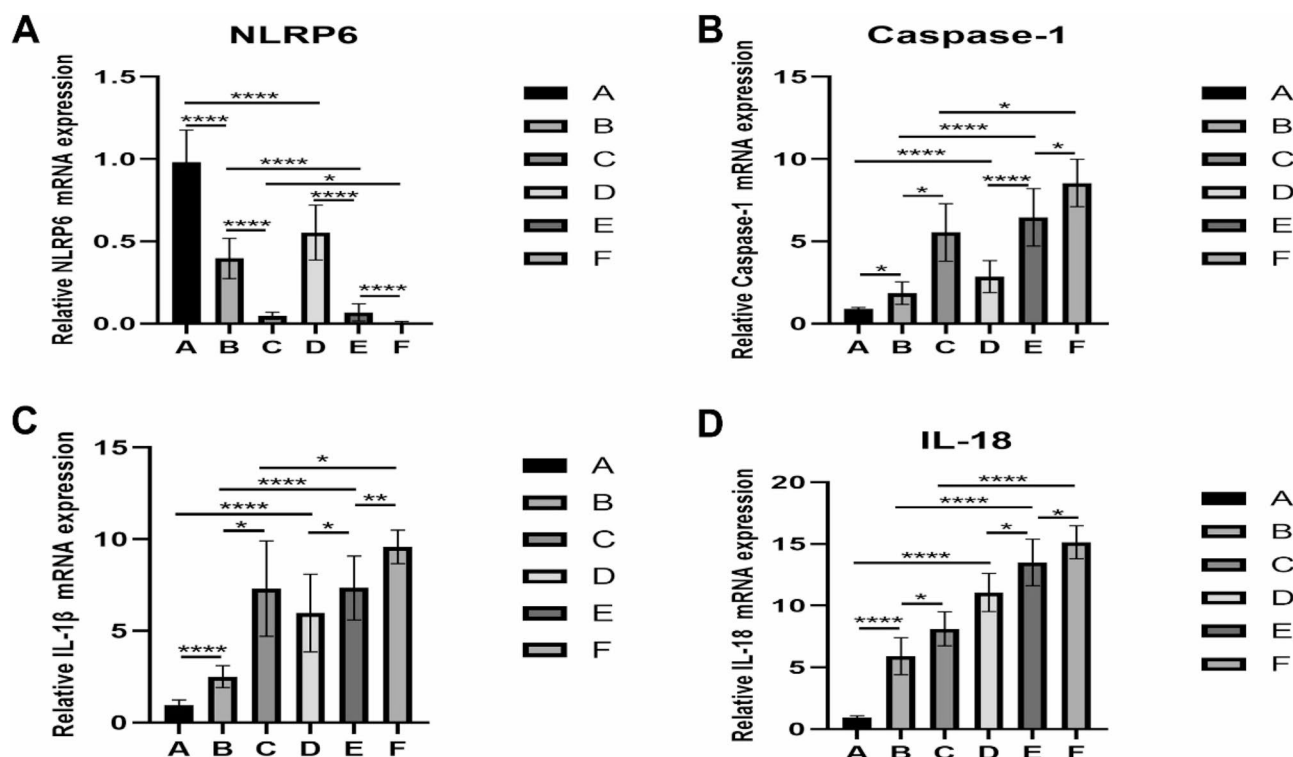 A
NLRP6
Relative NLRP6 mRNA expression
1.5
1.0
0.5
0.0
****
****
****
*
****
****
****
A B C D E F
A
B
C
D
E
F
B
Caspase-1
Relative Caspase-1 mRNA expression
15
10
5
0
*
****
*
****
*
****
*
A B C D E F
A
B
C
D
E
F
C
Relative IL-1β mRNA expression
15
10
5
0
*
****
**
****
*
*
****
A B C D E F
A
B
C
D
E
F
D
IL-18
Relative IL-18 mRNA expression
20
15
10
5
0
****
****
*
*
****
*
****
A B C D E F
A
B
C
D
E
F